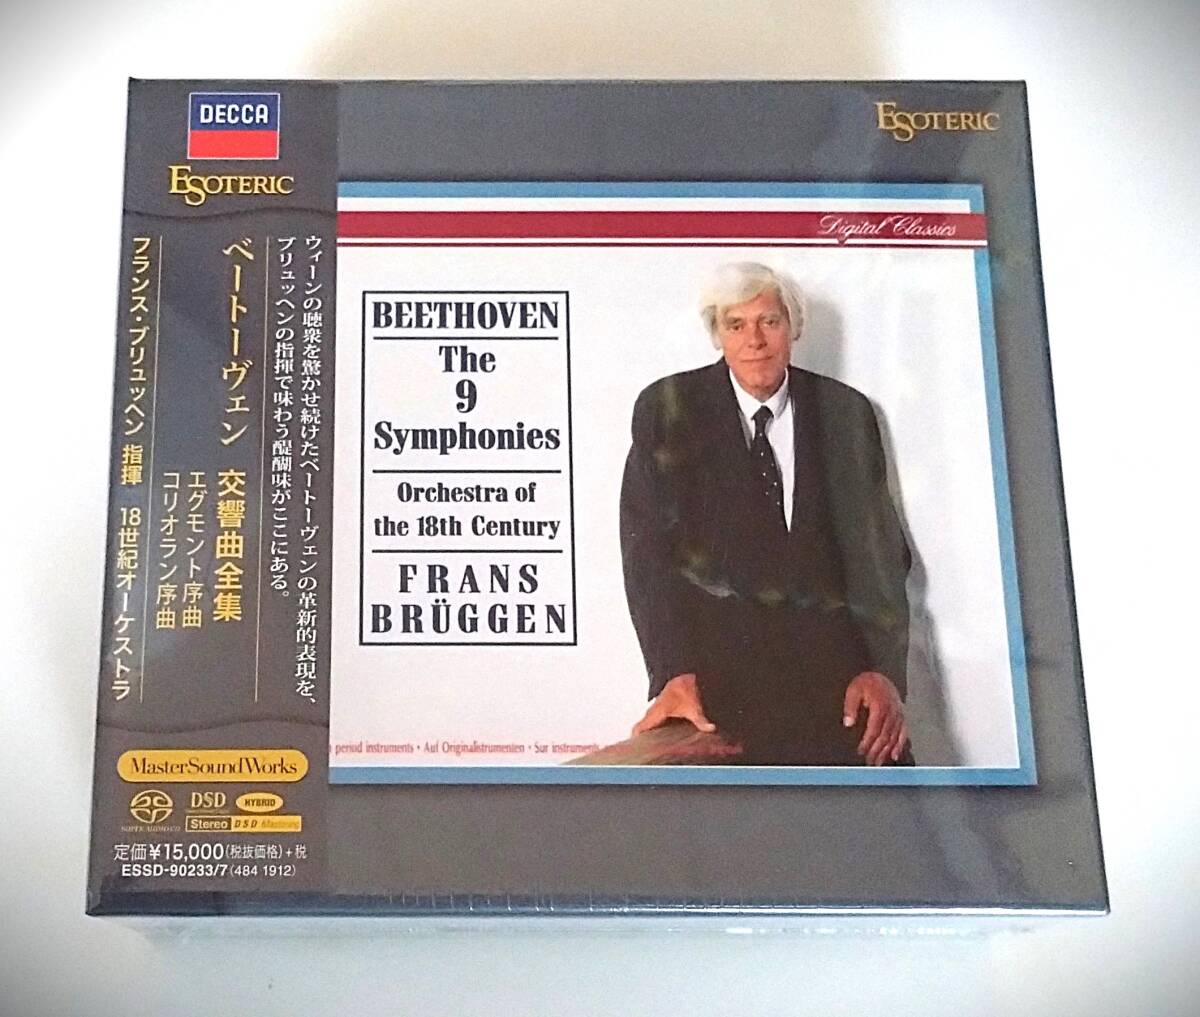 DECCA
ESOTERIC
ウィーンの聴衆を驚かせ続けたベートーヴェンの革新的表現を、
ブリュッヘンの指揮で味わう醍醐味がここにある。
ベートーヴェン 交響曲全集
エグモント序曲
コリオラン序曲
フランス・ブリュッヘン 指揮 18世紀オーケストラ
MasterSoundWorks
SUPER AUDIO CD
DSD
HYBRID
Stereo
DSD Mastering
定価¥15,000(税抜価格)+税
ESSD-90233/7(484 1912)
ESOTERIC
Digital Classics
BEETHOVEN
The
9
Symphonies
Orchestra of
the 18th Century
FRANS
BRÜGGEN
period instruments · Auf Originalinstrumenten · Sur instruments